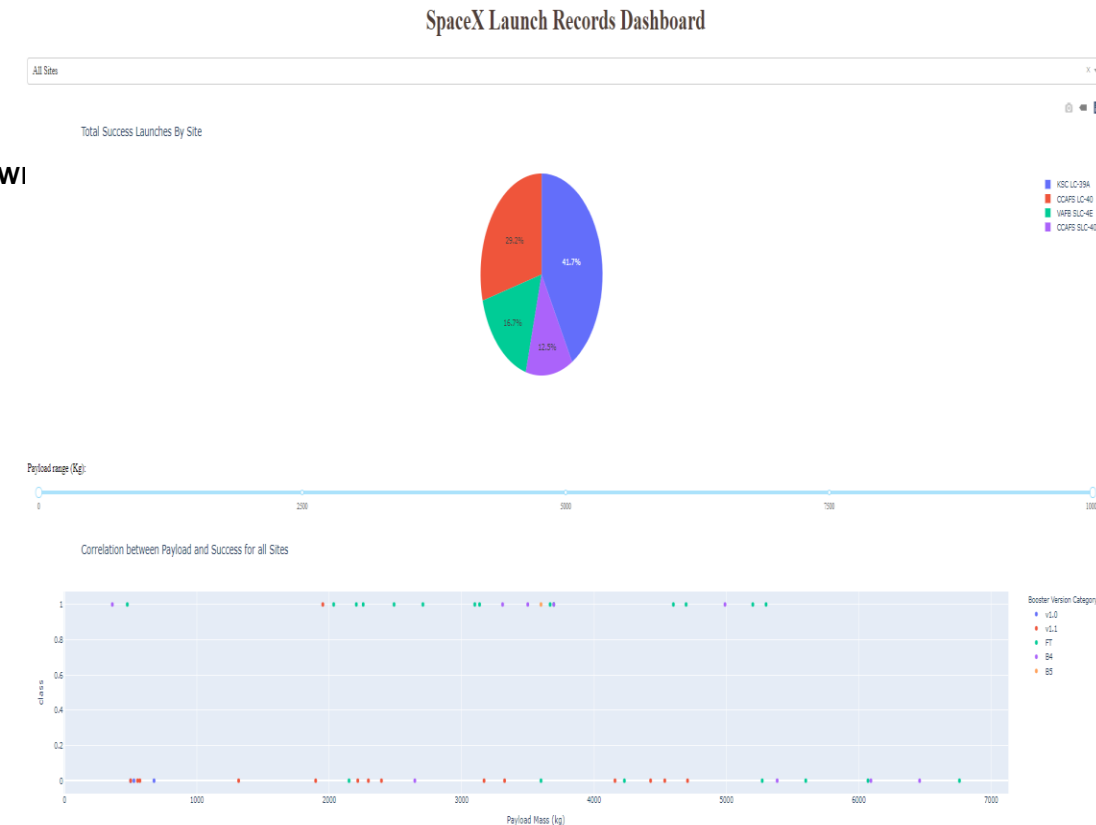 SpaceX Launch Records Dashboard
All Sites
x
Total Success Launches By Site
WI
KSC LC-39A
CCAFS LC-40
VAFB SLC-4E
CCAFS SLC-40
29.2%
41.7%
16.7%
12.5%
Payload range (Kg):
0 2500 5000 7500 1000
Correlation between Payload and Success for all Sites
Booster Version Category
v1.0
v1.1
FT
B4
B5
class
1
0.8
0.6
0.4
0.2
0
0 1000 2000 3000 4000 5000 6000 7000
Payload Mass (kg)